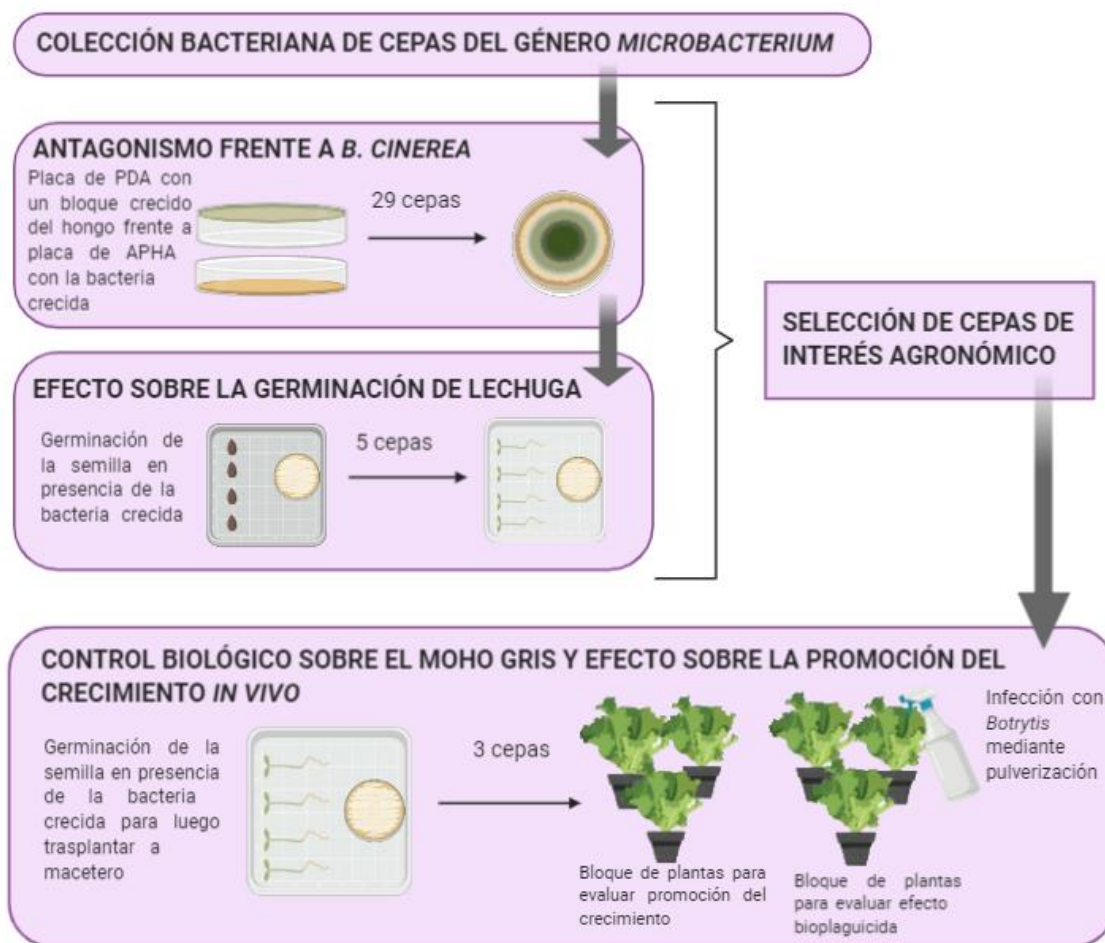 COLECCIÓN BACTERIANA DE CEPAS DEL GÉNERO MICROBACTERIUM
ANTAGONISMO FRENTE A B. CINEREA
Placa de PDA con
un bloque crecido
del hongo frente a
placa de APHA
con la bacteria
crecida
29 cepas
EFECTO SOBRE LA GERMINACIÓN DE LECHUGA
Germinación de
la semilla en
presencia de la
bacteria crecida
5 cepas
SELECCIÓN DE CEPAS DE
INTERÉS AGRONÓMICO
CONTROL BIOLÓGICO SOBRE EL MOHO GRIS Y EFECTO SOBRE LA PROMOCIÓN DEL
CRECIMIENTO IN VIVO
Germinación de la
semilla en presencia
de la bacteria
crecida para luego
trasplantar a
macetero
3 cepas
Bloque de plantas para
evaluar promoción del
crecimiento
Bloque de plantas
para evaluar efecto
bioplaguicida
Infección con
Botrytis
mediante
pulverización